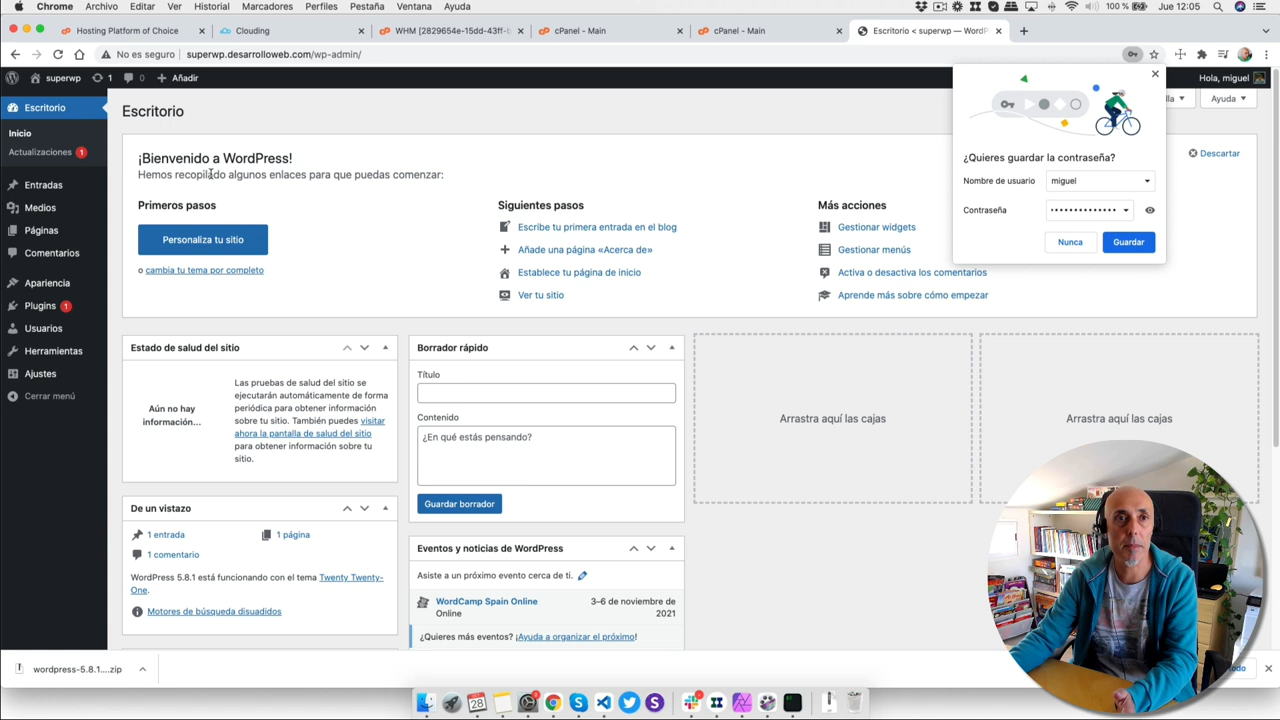 Chrome Archivo Editar Ver Historial Marcadores Perfiles Pestaña Ventana Ayuda 100 % Jue 12:05
Hosting Platform of Choice
Clouding
WHM [2829654e-15dd-43ff-b
cPanel - Main
cPanel - Main
Escritorio < superwp — WordPr
No es seguro superwp.desarrolloweb.com/wp-admin/
superwp 1 0 Añadir Hola, miguel
Escritorio
Inicio
Actualizaciones 1
Entradas
Medios
Páginas
Comentarios
Apariencia
Plugins 1
Usuarios
Herramientas
Ajustes
Cerrar menú
Escritorio
Ayuda
¡Bienvenido a WordPress!
Hemos recopilado algunos enlaces para que puedas comenzar:
Descartar
Primeros pasos
Personaliza tu sitio
o cambia tu tema por completo
Siguientes pasos
Escribe tu primera entrada en el blog
Añade una página «Acerca de»
Establece tu página de inicio
Ver tu sitio
Más acciones
Gestionar widgets
Gestionar menús
Activa o desactiva los comentarios
Aprende más sobre cómo empezar
¿Quieres guardar la contraseña?
Nombre de usuario miguel
Contraseña ••••••••••••••
Nunca Guardar
Estado de salud del sitio
Aún no hay
información...
Las pruebas de salud del sitio se
ejecutarán automáticamente de forma
periódica para obtener información
sobre tu sitio. También puedes visitar
ahora la pantalla de salud del sitio
para obtener información sobre tu
sitio.
De un vistazo
1 entrada 1 página
1 comentario
WordPress 5.8.1 está funcionando con el tema Twenty Twenty-
One.
Motores de búsqueda disuadidos
Borrador rápido
Título
Contenido
¿En qué estás pensando?
Guardar borrador
Eventos y noticias de WordPress
Asiste a un próximo evento cerca de ti.
WordCamp Spain Online 3–6 de noviembre de
Online 2021
¿Quieres más eventos? ¡Ayuda a organizar el próximo!
Arrastra aquí las cajas
Arrastra aquí las cajas
wordpress-5.8.1....zip
28